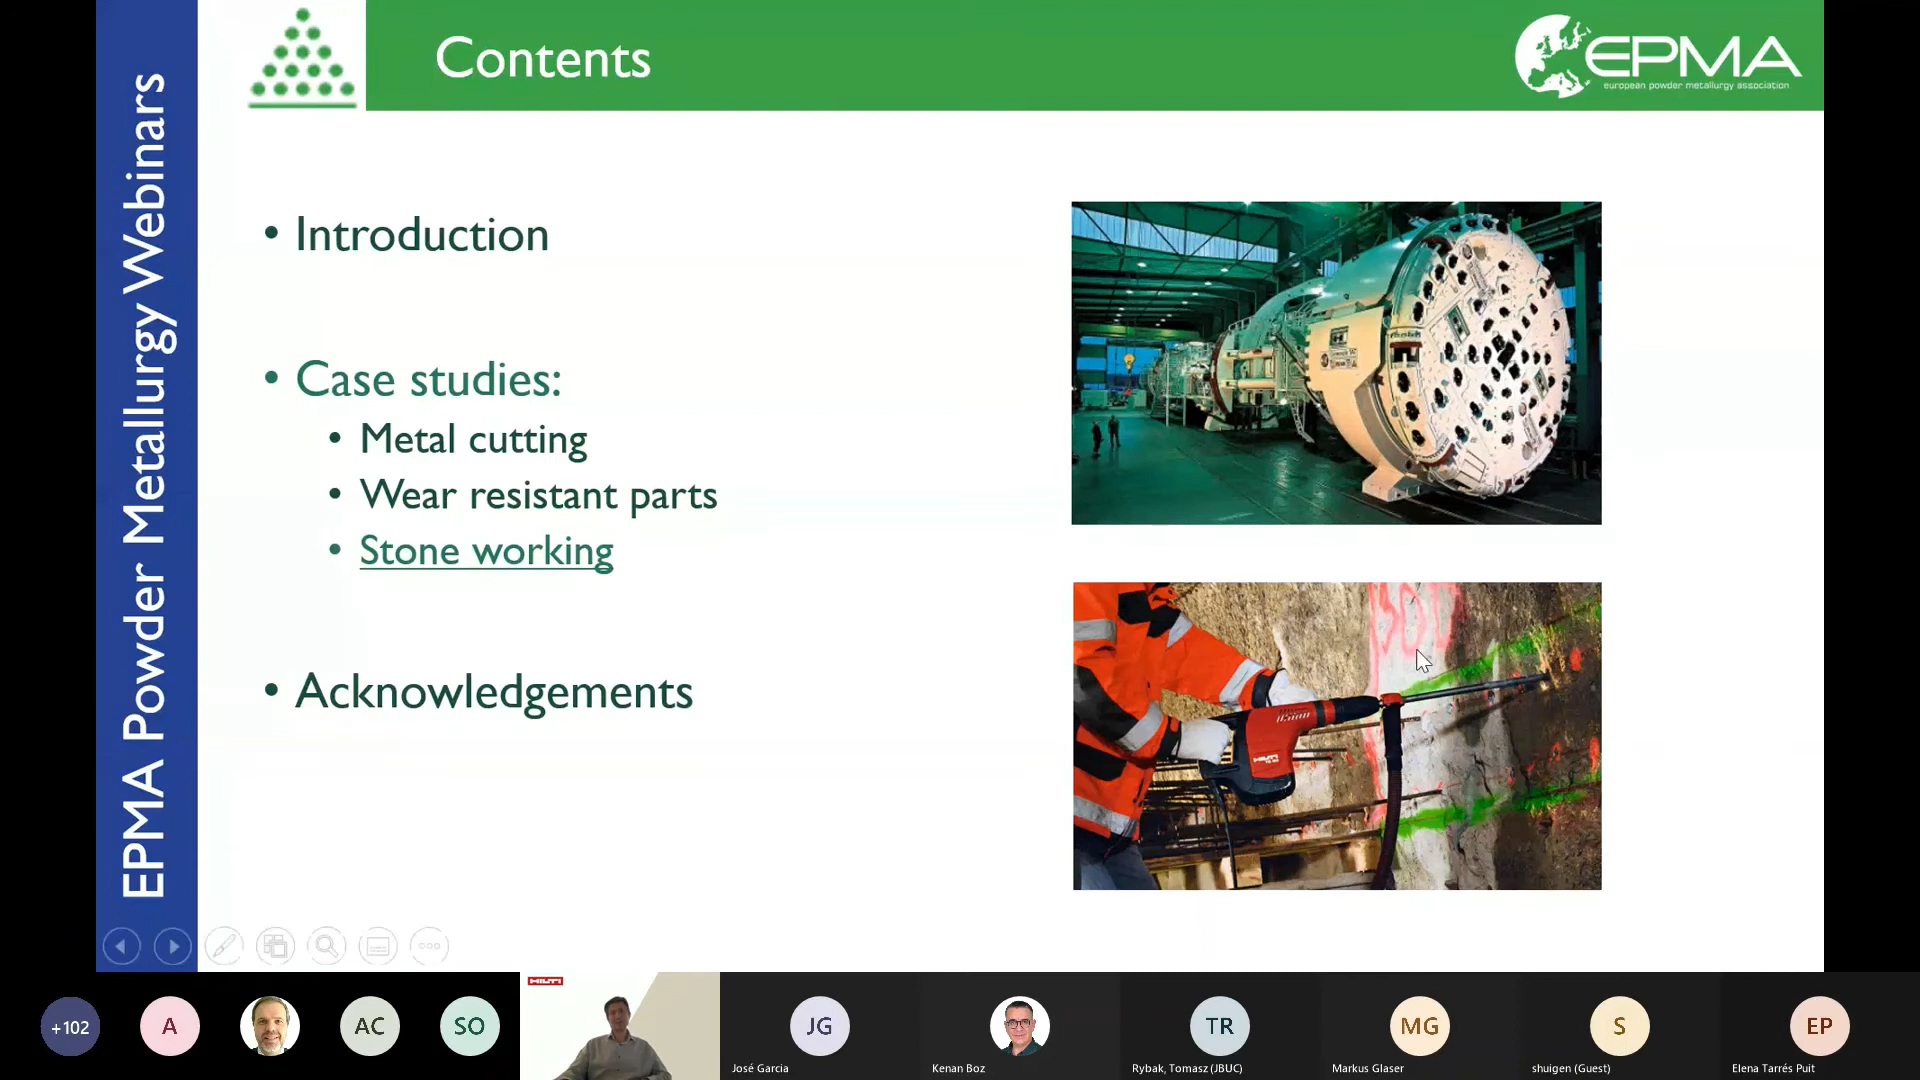 EPMA Powder Metallurgy Webinars
Contents
EPMA
european powder metallurgy association
• Introduction
• Case studies:
• Metal cutting
• Wear resistant parts
• Stone working
• Acknowledgements
HILTI
+102
A
AC
SO
HILTI
JG
José Garcia
Kenan Boz
TR
Rybak, Tomasz (JBUC)
MG
Markus Glaser
S
shuigen (Guest)
EP
Elena Tarrés Puit